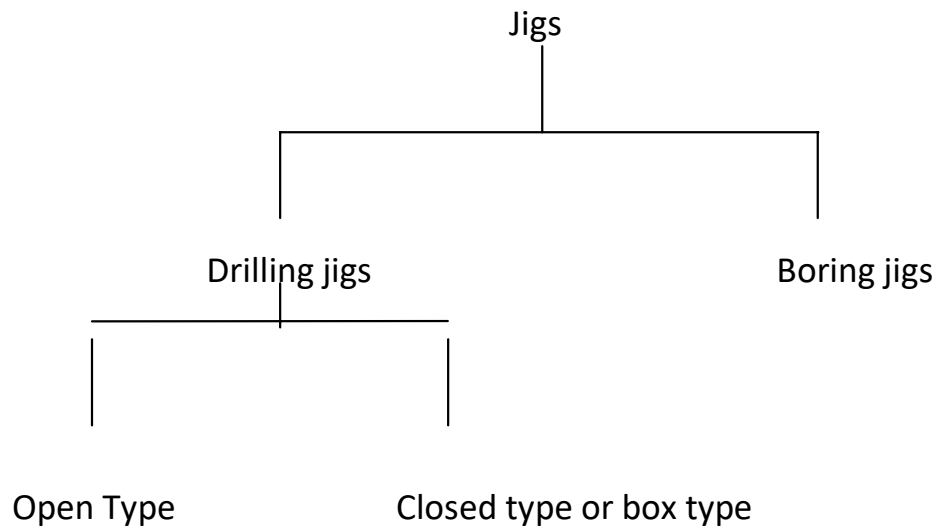 Jigs
Drilling jigs
Boring jigs
Open Type
Closed type or box type